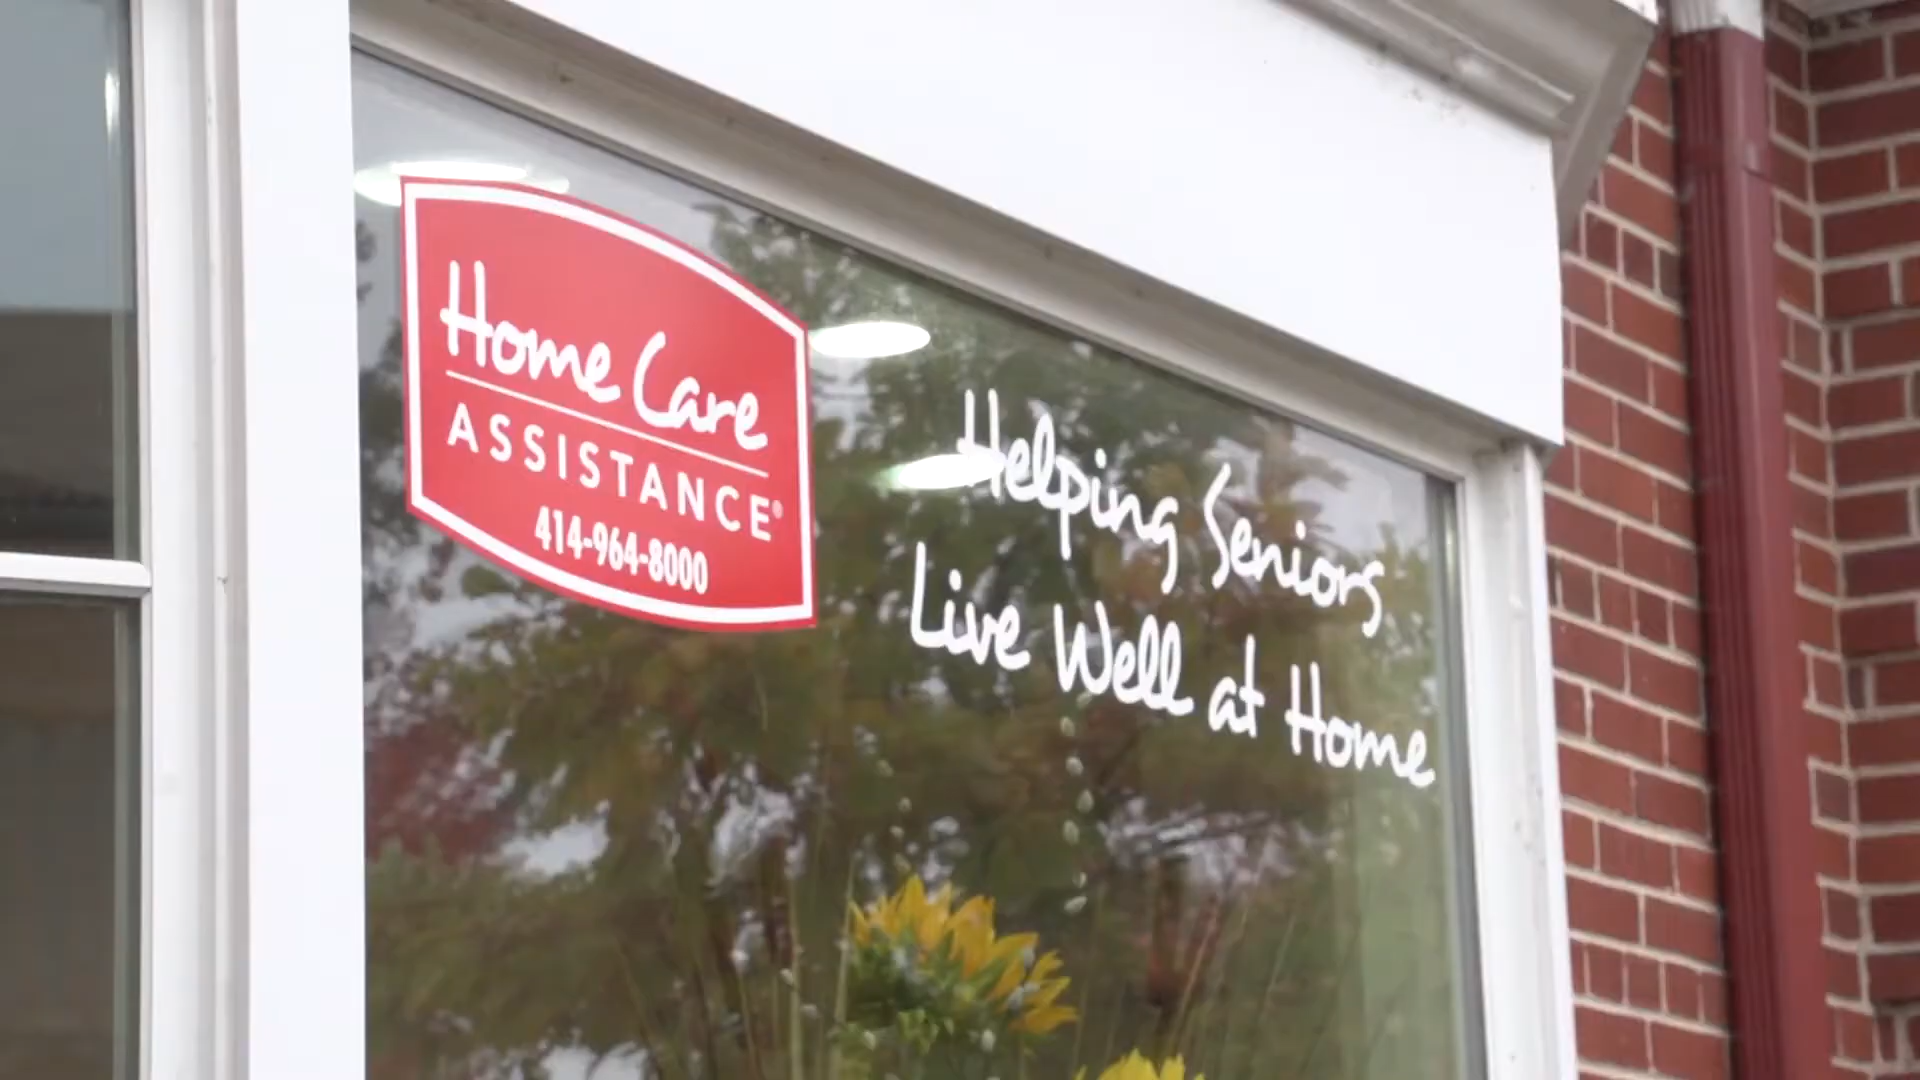 Home Care
ASSISTANCE®
414-964-8000
Helping Seniors
Live Well at Home